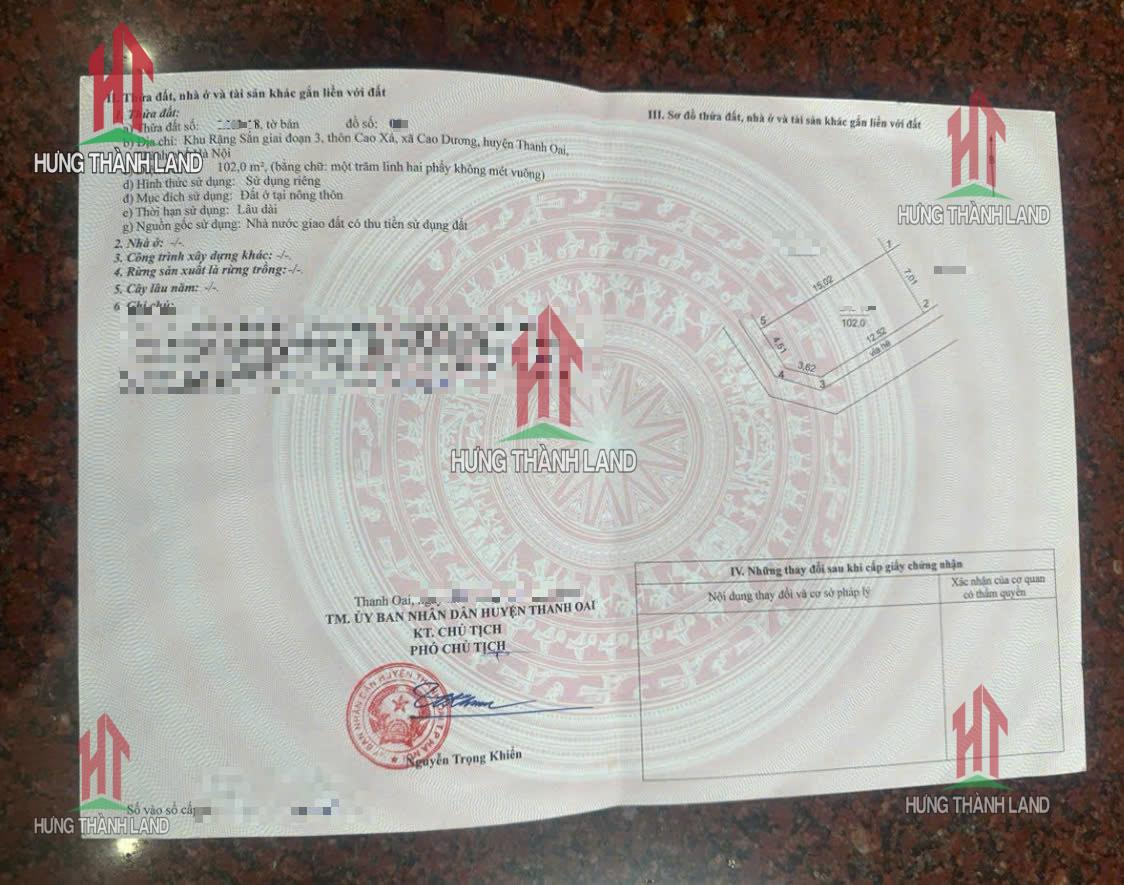 II. Thửa đất, nhà ở và tài sản khác gắn liền với đất
1. Thửa đất:
a) Thửa đất số: 8, tờ bản đồ số:
b) Địa chỉ: Khu Rặng Sắn giai đoạn 3, thôn Cao Xả, xã Cao Dương, huyện Thanh Oai,
Hà Nội
102,0 m², (bằng chữ: một trăm linh hai phẩy không mét vuông)
d) Hình thức sử dụng: Sử dụng riêng
đ) Mục đích sử dụng: Đất ở tại nông thôn
e) Thời hạn sử dụng: Lâu dài
g) Nguồn gốc sử dụng: Nhà nước giao đất có thu tiền sử dụng đất
2. Nhà ở: -/-.
3. Công trình xây dựng khác: -/-.
4. Rừng sản xuất là rừng trồng: -/-.
5. Cây lâu năm: -/-.
6 Ghi chú:
Thanh Oai, ngày
TM. ỦY BAN NHÂN DÂN HUYỆN THANH OAI
KT. CHỦ TỊCH
PHÓ CHỦ TỊCH
Nguyễn Trọng Khiển
Số vào sổ cấp
III. Sơ đồ thửa đất, nhà ở và tài sản khác gắn liền với đất
1
7,01
15,02
2
102,0
5
12,52
4,51
vỉa hè
3,62
4
3
IV. Những thay đổi sau khi cấp giấy chứng nhận
Nội dung thay đổi và cơ sở pháp lý
Xác nhận của cơ quan
có thẩm quyền
HƯNG THÀNH LAND
HƯNG THÀNH LAND
HƯNG THÀNH LAND
HƯNG THÀNH LAND
HƯNG THÀNH LAND